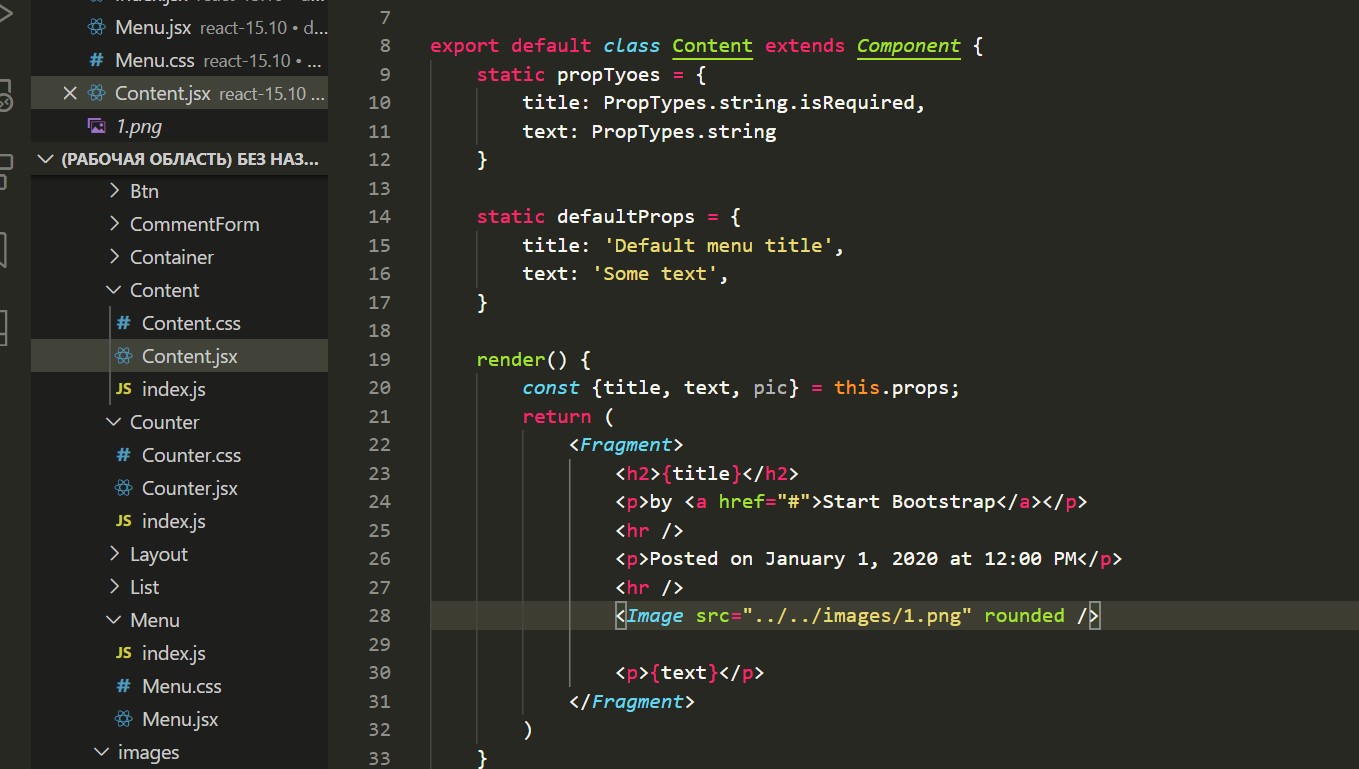 Menu.jsx react-15.10 • d...
Menu.css react-15.10 • ...
Content.jsx react-15.10 ...
1.png
(РАБОЧАЯ ОБЛАСТЬ) БЕЗ НАЗ...
Btn
CommentForm
Container
Content
Content.css
Content.jsx
JS index.js
Counter
Counter.css
Counter.jsx
JS index.js
Layout
List
Menu
JS index.js
Menu.css
Menu.jsx
images
7
8 export default class Content extends Component {
9 static propTyoes = {
10 title: PropTypes.string.isRequired,
11 text: PropTypes.string
12 }
13
14 static defaultProps = {
15 title: 'Default menu title',
16 text: 'Some text',
17 }
18
19 render() {
20 const {title, text, pic} = this.props;
21 return (
22 <Fragment>
23 <h2>{title}</h2>
24 <p>by <a href="#">Start Bootstrap</a></p>
25 <hr />
26 <p>Posted on January 1, 2020 at 12:00 PM</p>
27 <hr />
28 <Image src="../../images/1.png" rounded />
29
30 <p>{text}</p>
31 </Fragment>
32 )
33 }